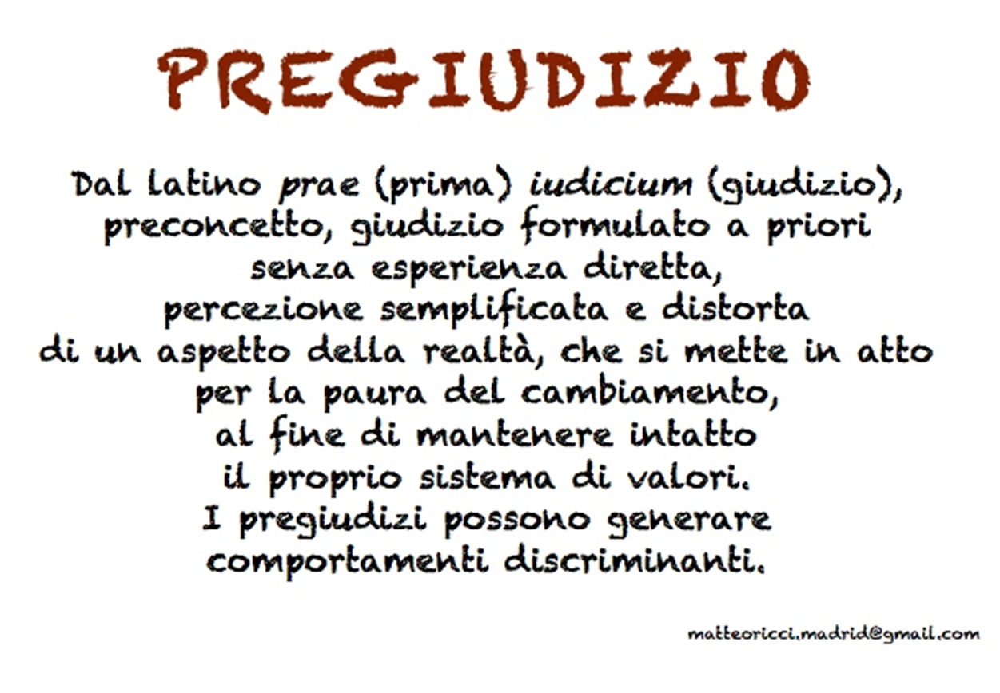 PREGIUDIZIO
Dal latino prae (prima) iudicium (giudizio),
preconcetto, giudizio formulato a priori
senza esperienza diretta,
percezione semplificata e distorta
di un aspetto della realtà, che si mette in atto
per la paura del cambiamento,
al fine di mantenere intatto
il proprio sistema di valori.
I pregiudizi possono generare
comportamenti discriminanti.
matteoricci.madrid@gmail.com